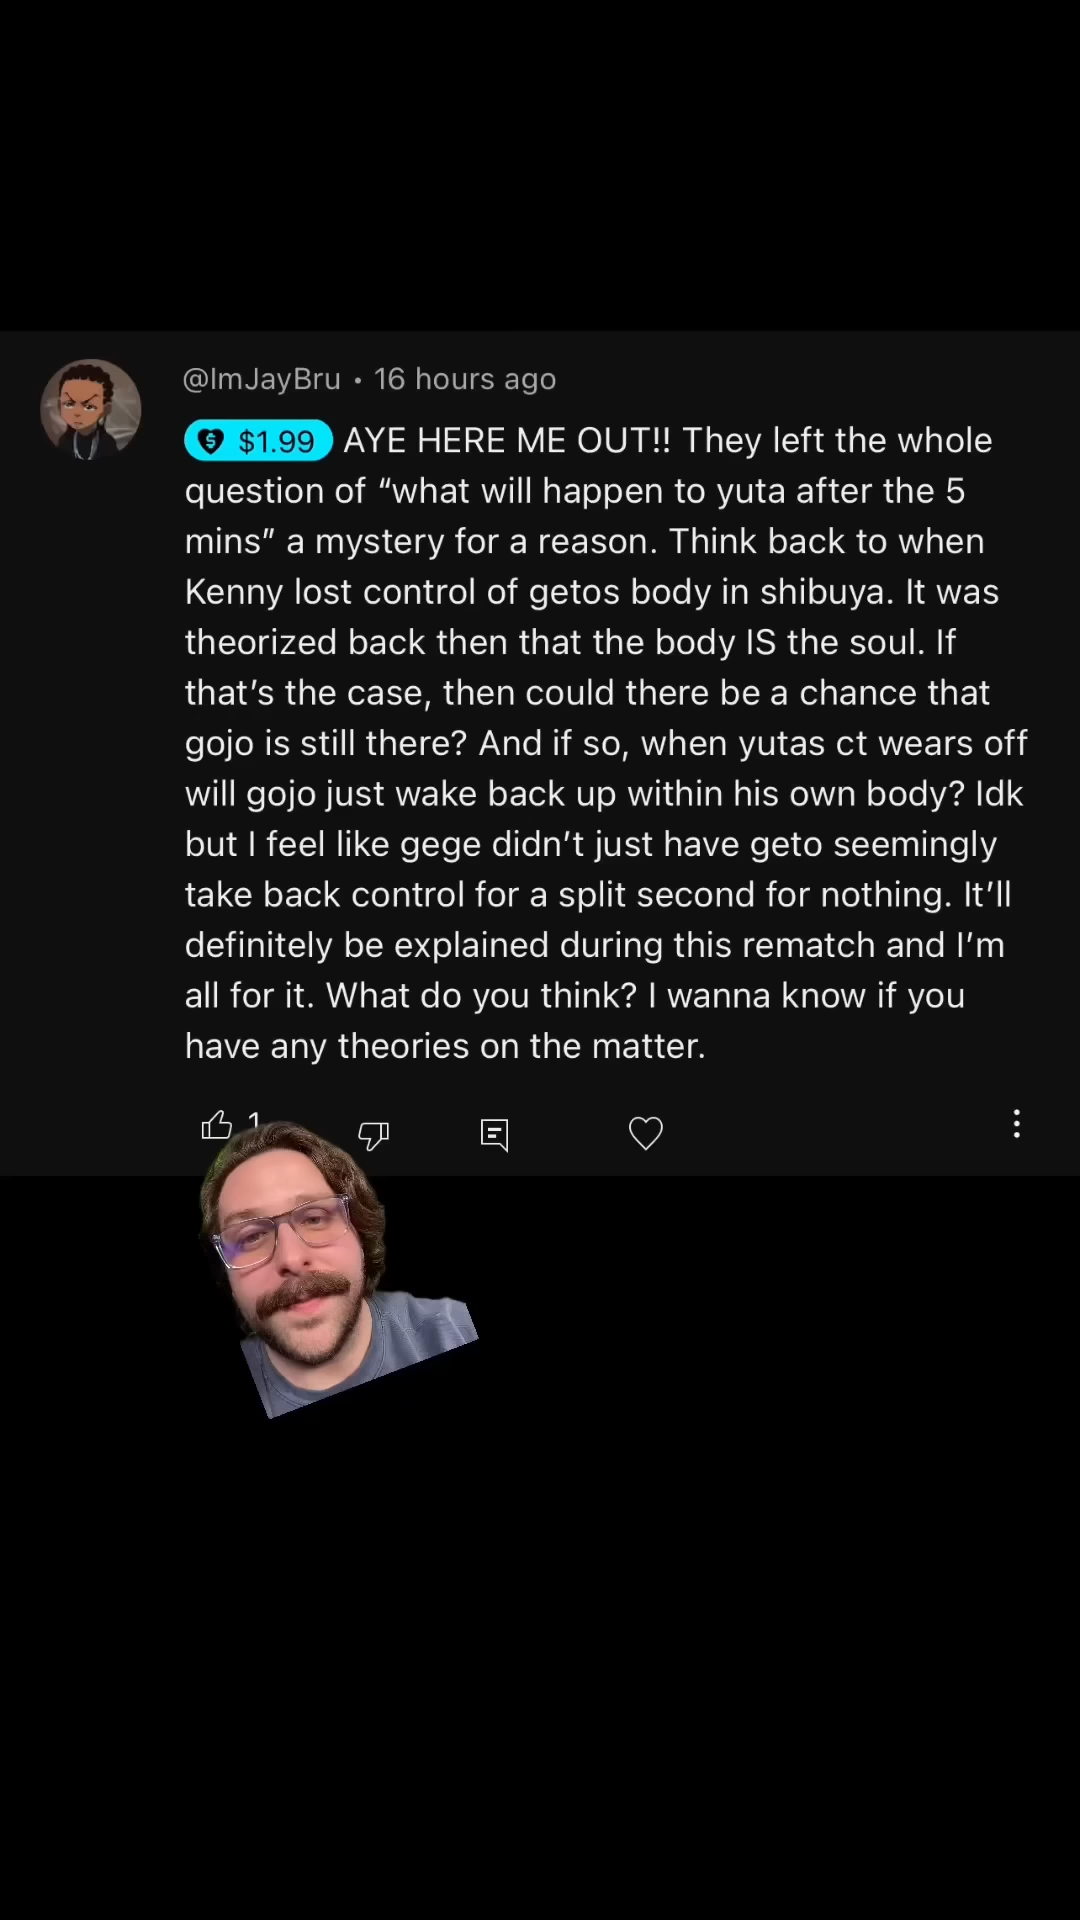 @ImJayBru • 16 hours ago
$1.99 AYE HERE ME OUT!! They left the whole
question of “what will happen to yuta after the 5
mins” a mystery for a reason. Think back to when
Kenny lost control of getos body in shibuya. It was
theorized back then that the body IS the soul. If
that’s the case, then could there be a chance that
gojo is still there? And if so, when yutas ct wears off
will gojo just wake back up within his own body? Idk
but I feel like gege didn’t just have geto seemingly
take back control for a split second for nothing. It’ll
definitely be explained during this rematch and I’m
all for it. What do you think? I wanna know if you
have any theories on the matter.
1